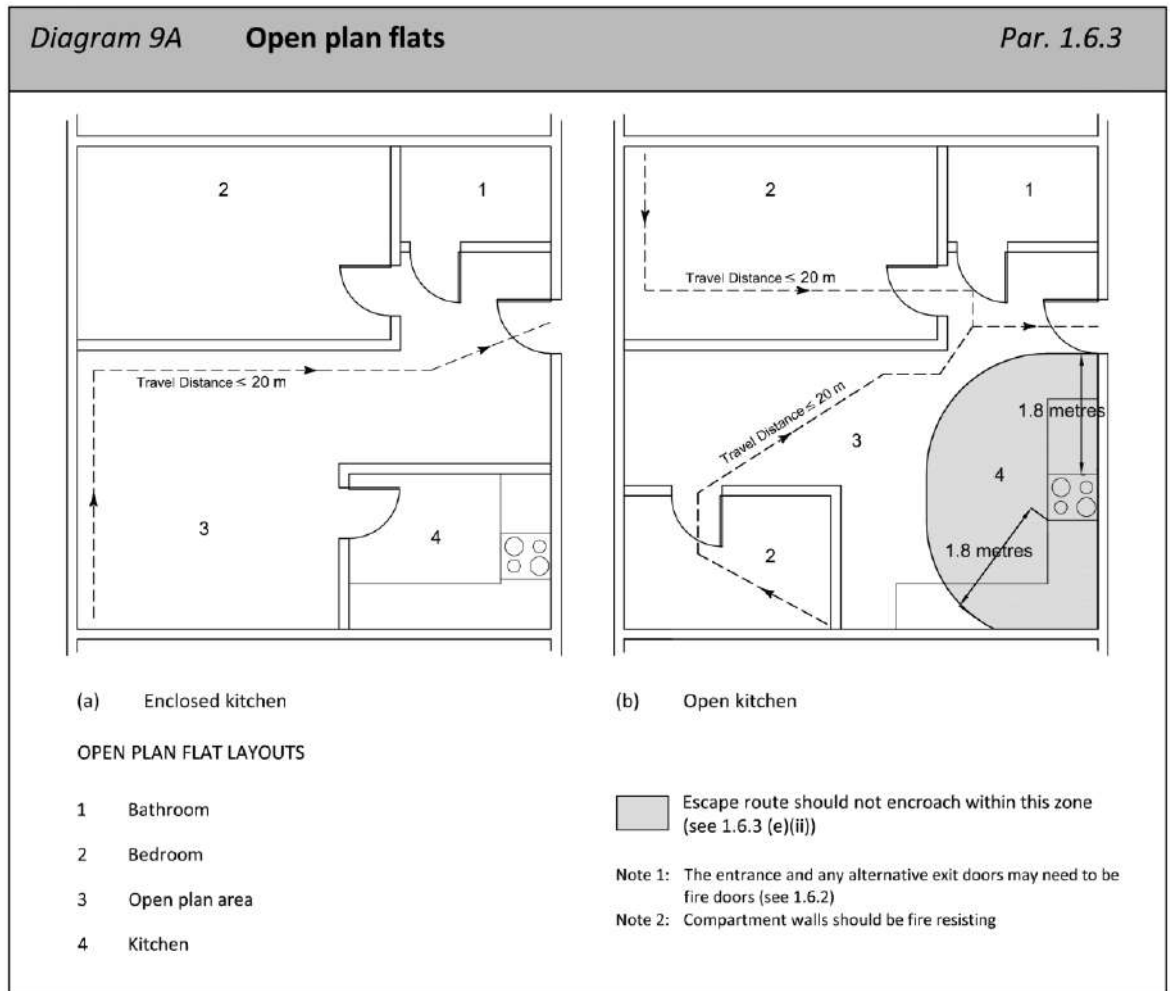 Diagram 9A Open plan flats Par. 1.6.3
2
1
Travel Distance ≤ 20 m
3
4
2
1
Travel Distance ≤ 20 m
Travel Distance ≤ 20 m
3
1.8 metres
4
1.8 metres
2
(a) Enclosed kitchen
(b) Open kitchen
OPEN PLAN FLAT LAYOUTS
1 Bathroom
2 Bedroom
3 Open plan area
4 Kitchen
Escape route should not encroach within this zone
(see 1.6.3 (e)(ii))
Note 1: The entrance and any alternative exit doors may need to be
fire doors (see 1.6.2)
Note 2: Compartment walls should be fire resisting